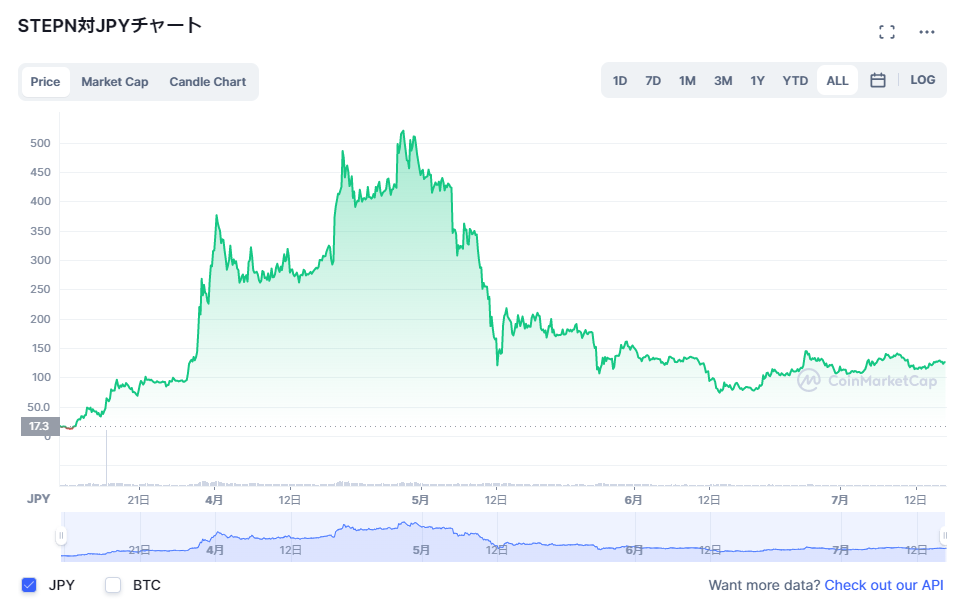 STEPN対JPYチャート
Price Market Cap Candle Chart
1D 7D 1M 3M 1Y YTD ALL LOG
500
450
400
350
300
250
200
150
100
50.0
17.3
0
CoinMarketCap
JPY
21日 4月 12日 5月 12日 6月 12日 7月 12日
21日 4月 12日 5月 12日 6月 12日 7月 12日
JPY BTC
Want more data? Check out our API